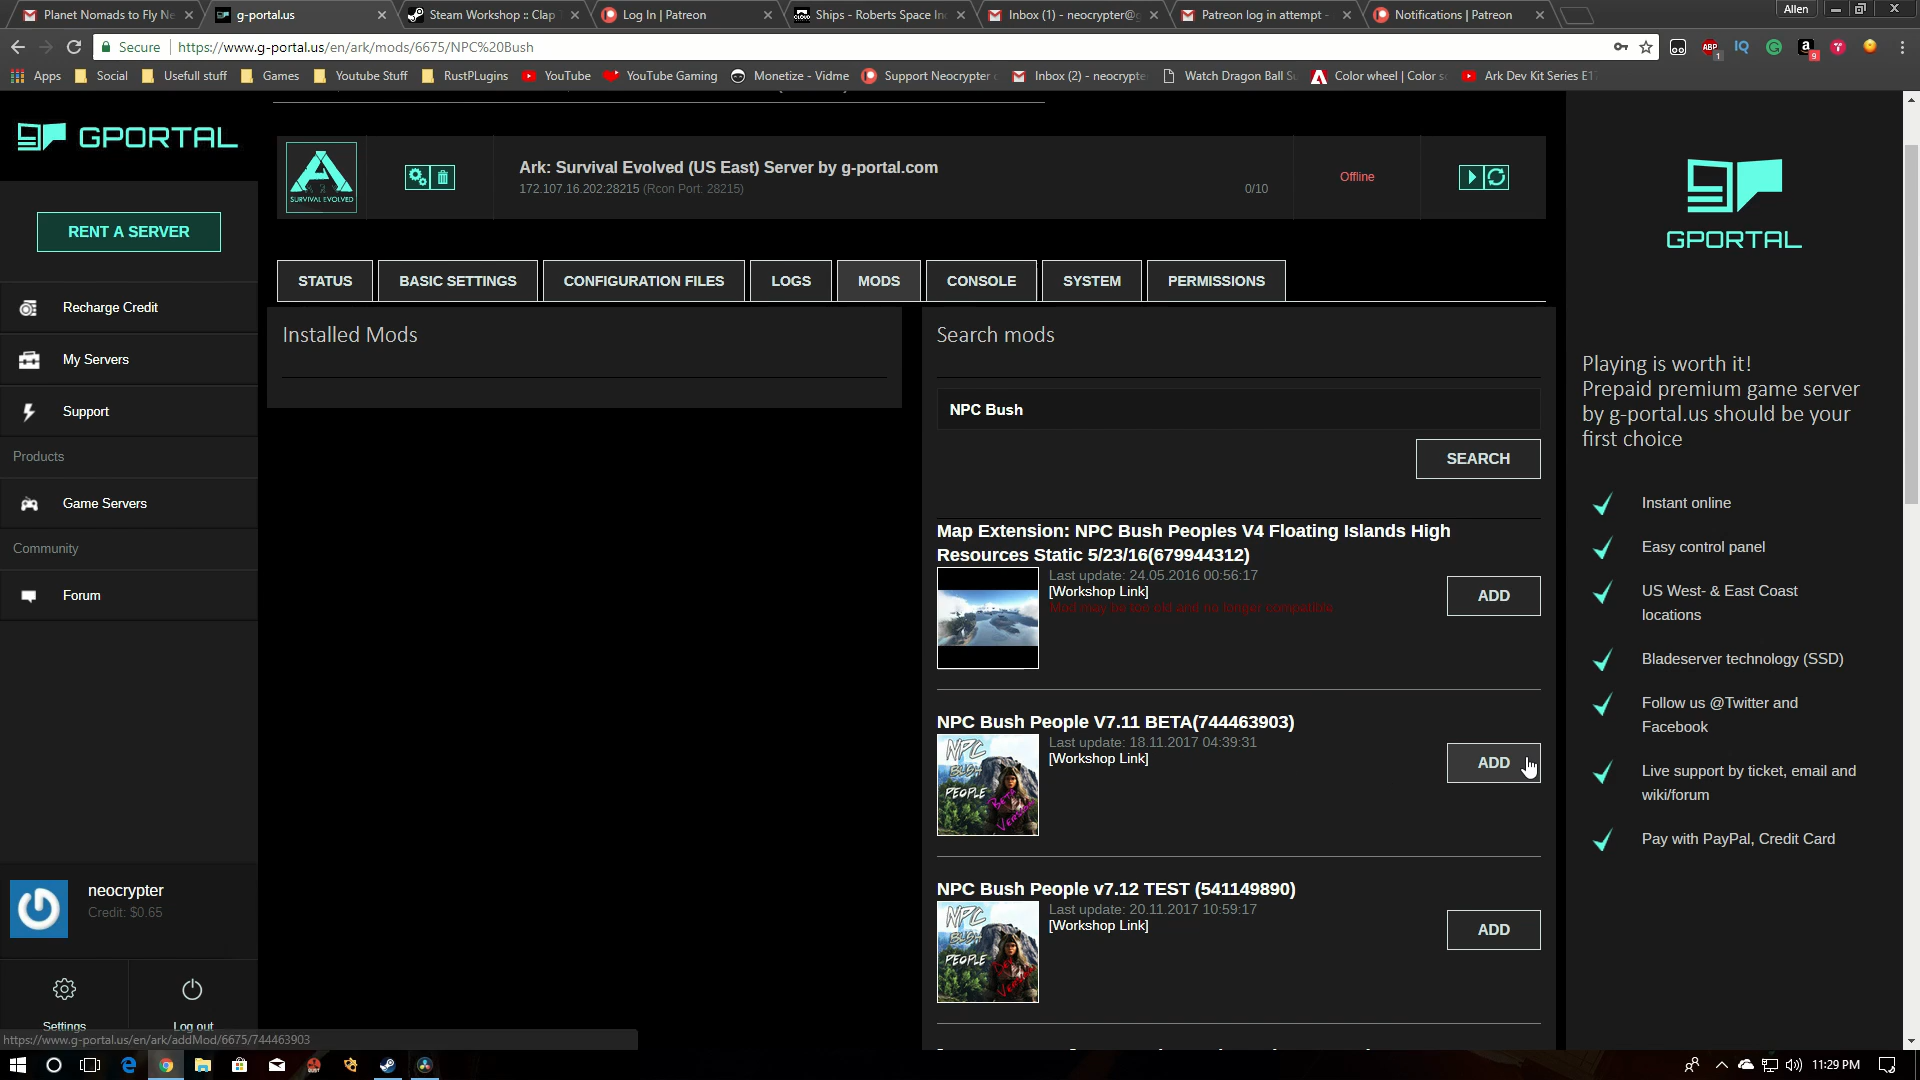 Planet Nomads to Fly Ne
g-portal.us
Steam Workshop :: Clap
Log In | Patreon
Ships - Roberts Space In
Inbox (1) - neocrypter@g
Patreon log in attempt -
Notifications | Patreon
Allen
Secure
https://www.g-portal.us/en/ark/mods/6675/NPC%20Bush
Apps
Social
Usefull stuff
Games
Youtube Stuff
RustPLugins
YouTube
YouTube Gaming
Monetize - Vidme
Support Neocrypter
Inbox (2) - neocrypte
Watch Dragon Ball Su
Color wheel | Color s
Ark Dev Kit Series E1
GPORTAL
RENT A SERVER
Recharge Credit
My Servers
Support
Products
Game Servers
Community
Forum
neocrypter
Credit: $0.65
Settings
Log out
https://www.g-portal.us/en/ark/addMod/6675/744463903
SURVIVAL EVOLVED
Ark: Survival Evolved (US East) Server by g-portal.com
172.107.16.202:28215 (Rcon Port: 28215)
0/10
Offline
STATUS
BASIC SETTINGS
CONFIGURATION FILES
LOGS
MODS
CONSOLE
SYSTEM
PERMISSIONS
Installed Mods
Search mods
NPC Bush
SEARCH
Map Extension: NPC Bush Peoples V4 Floating Islands High
Resources Static 5/23/16(679944312)
Last update: 24.05.2016 00:56:17
[Workshop Link]
Mod may be too old and no longer compatible
ADD
NPC Bush People V7.11 BETA(744463903)
Last update: 18.11.2017 04:39:31
[Workshop Link]
ADD
NPC
BUSH
PEOPLE
Beta
Version
NPC Bush People v7.12 TEST (541149890)
Last update: 20.11.2017 10:59:17
[Workshop Link]
ADD
NPC
BUSH
PEOPLE
Dev
Version
GPORTAL
Playing is worth it!
Prepaid premium game server
by g-portal.us should be your
first choice
Instant online
Easy control panel
US West- & East Coast
locations
Bladeserver technology (SSD)
Follow us @Twitter and
Facebook
Live support by ticket, email and
wiki/forum
Pay with PayPal, Credit Card
11:29 PM